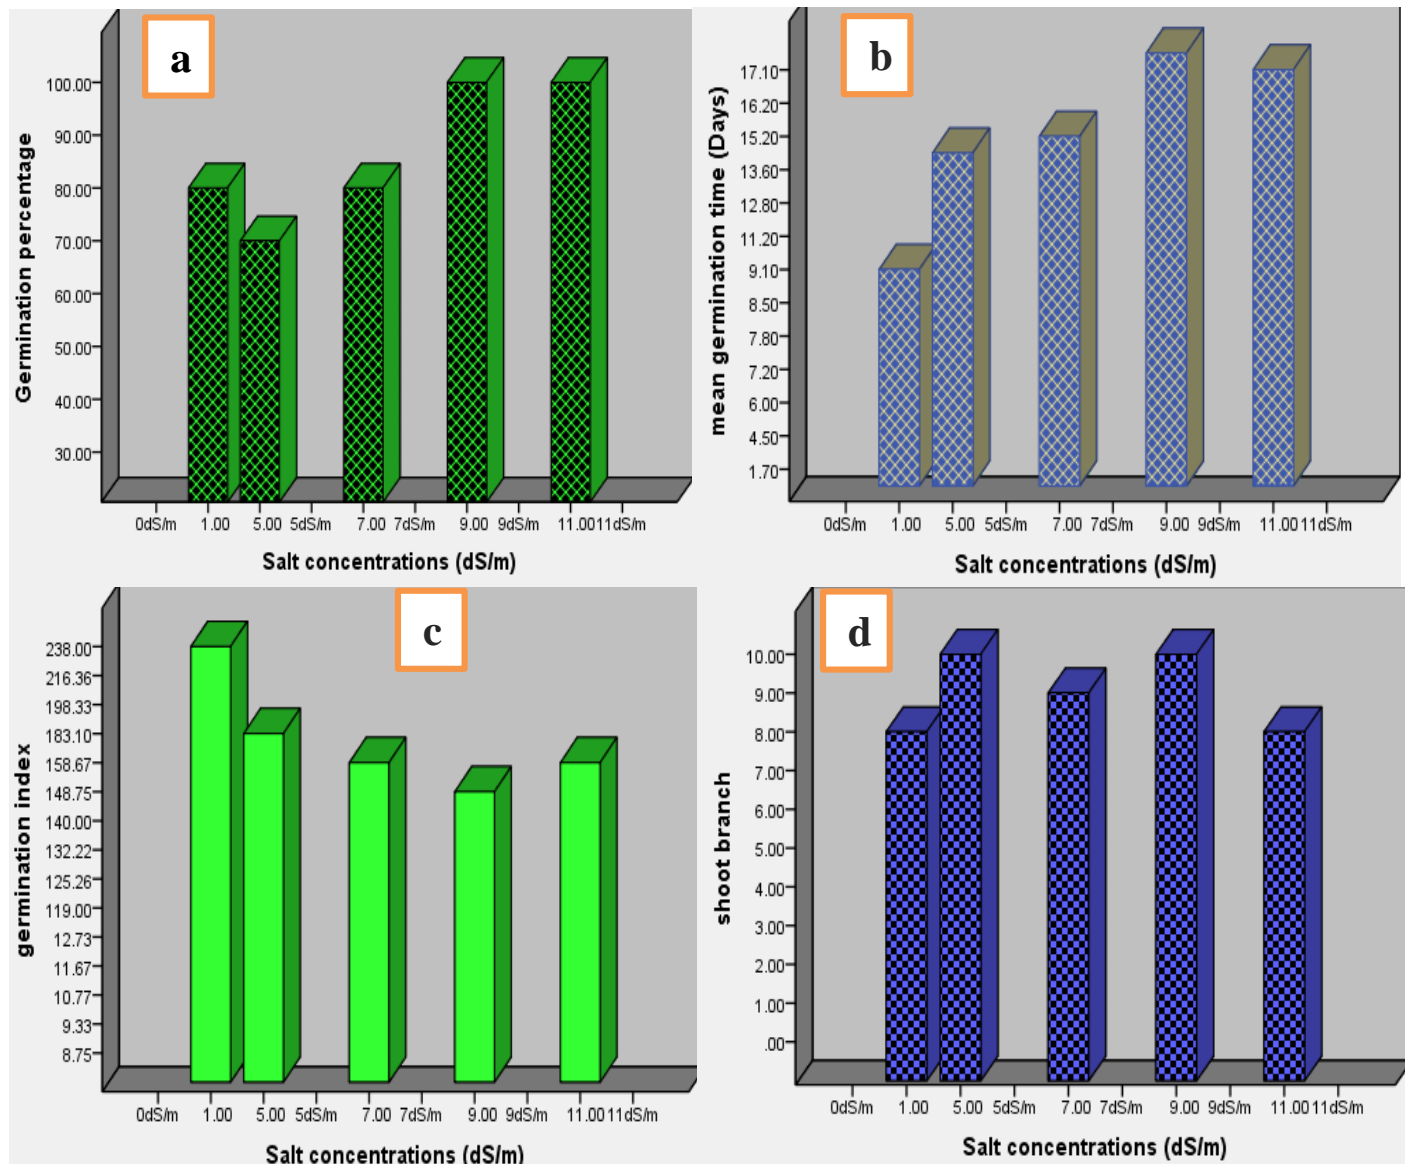 a
Germination percentage
100.00
90.00
80.00
70.00
60.00
50.00
40.00
30.00
0dS/m 1.00 5.00 5dS/m 7.00 7dS/m 9.00 9dS/m 11.00 11dS/m
Salt concentrations (dS/m)
b
mean germination time (Days)
17.10
16.20
15.20
13.60
12.80
11.20
9.10
8.50
7.80
7.20
6.00
4.50
1.70
0dS/m 1.00 5.00 5dS/m 7.00 7dS/m 9.00 9dS/m 11.00 11dS/m
Salt concentrations (dS/m)
c
germination index
238.00
216.36
198.33
183.10
158.67
148.75
140.00
132.22
125.26
119.00
12.73
11.67
10.77
9.33
8.75
0dS/m 1.00 5.00 5dS/m 7.00 7dS/m 9.00 9dS/m 11.00 11dS/m
Salt concentrations (dS/m)
d
shoot branch
10.00
9.00
8.00
7.00
6.00
5.00
4.00
3.00
2.00
1.00
.00
0dS/m 1.00 5.00 5dS/m 7.00 7dS/m 9.00 9dS/m 11.00 11dS/m
Salt concentrations (dS/m)